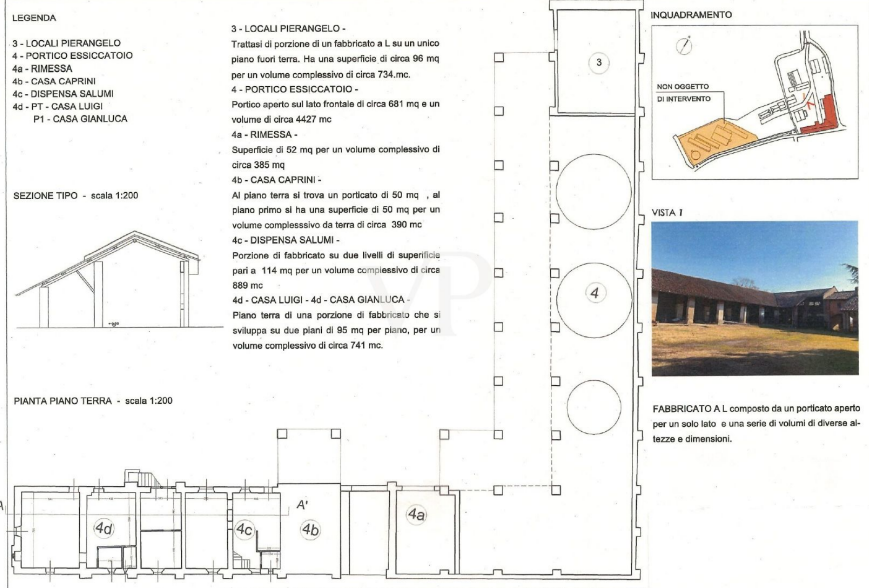 LEGENDA
3 - LOCALI PIERANGELO
4 - PORTICO ESSICCATOIO
4a - RIMESSA
4b - CASA CAPRINI
4c - DISPENSA SALUMI
4d - PT - CASA LUIGI
P1 - CASA GIANLUCA
SEZIONE TIPO - scala 1:200
3 - LOCALI PIERANGELO -
Trattasi di porzione di un fabbricato a L su un unico
piano fuori terra. Ha una superficie di circa 96 mq
per un volume complessivo di circa 734.mc.
4 - PORTICO ESSICCATOIO -
Portico aperto sul lato frontale di circa 681 mq e un
volume di circa 4427 mc
4a - RIMESSA -
Superficie di 52 mq per un volume complessivo di
circa 385 mq
4b - CASA CAPRINI -
Al piano terra si trova un porticato di 50 mq , al
piano primo si ha una superficie di 50 mq per un
volume complesssivo da terra di circa 390 mc
4c - DISPENSA SALUMI -
Porzione di fabbricato su due livelli di superificie
pari a 114 mq per un volume complessivo di circa
889 mc
4d - CASA LUIGI - 4d - CASA GIANLUCA -
Piano terra di una porzione di fabbricato che si
sviluppa su due piani di 95 mq per piano, per un
volume complessivo di circa 741 mc.
PIANTA PIANO TERRA - scala 1:200
3
4
4a
4b
4c
4d
A
A'
INQUADRAMENTO
NON OGGETTO
DI INTERVENTO
VISTA 1
FABBRICATO A L composto da un porticato aperto
per un solo lato e una serie di volumi di diverse al-
tezze e dimensioni.
VP